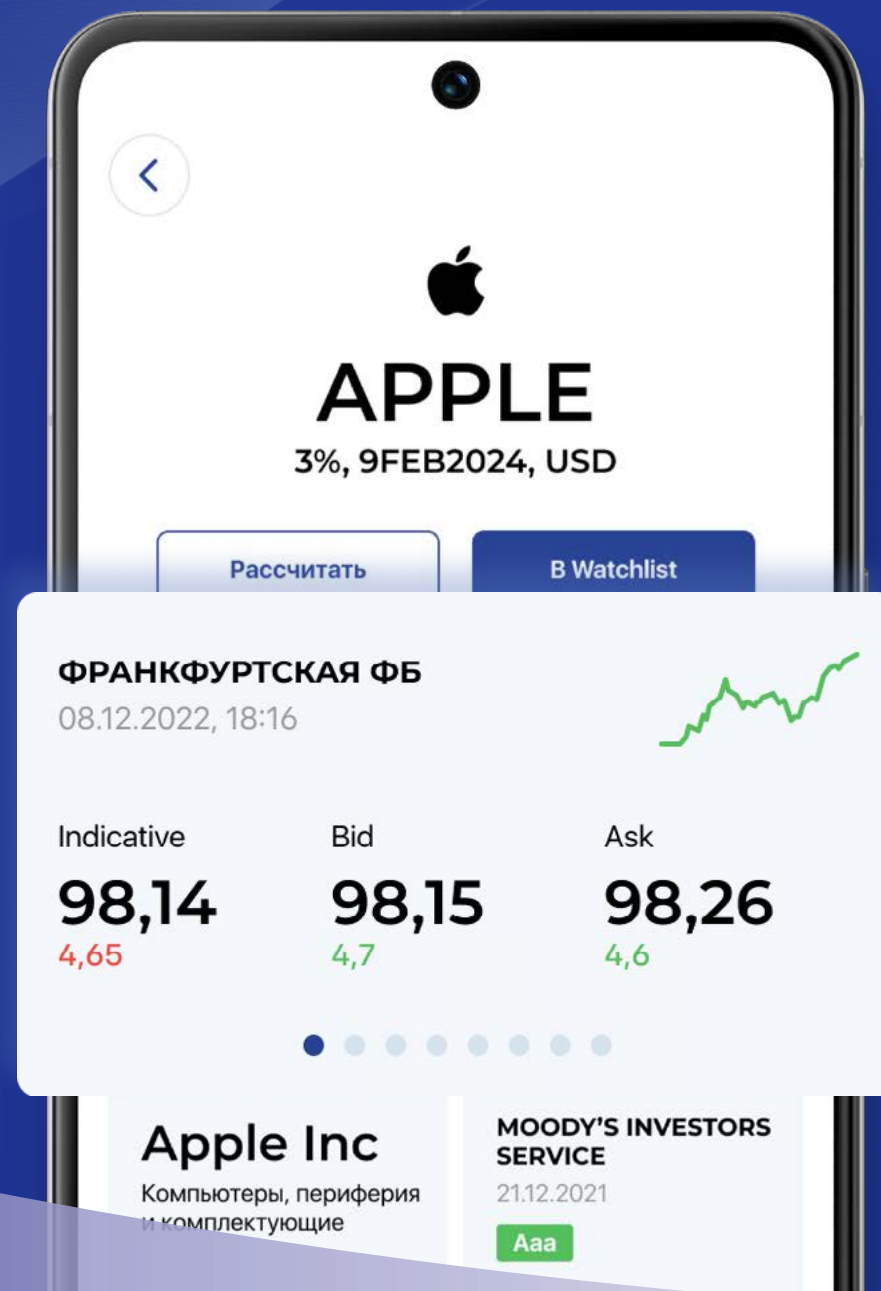 APPLE
3%, 9FEB2024, USD
Рассчитать
В Watchlist
ФРАНКФУРТСКАЯ ФБ
08.12.2022, 18:16
Indicative
Bid
Ask
98,14
98,15
98,26
4,65
4,7
4,6
Apple Inc
Компьютеры, периферия
и комплектующие
MOODY’S INVESTORS
SERVICE
21.12.2021
Aaa